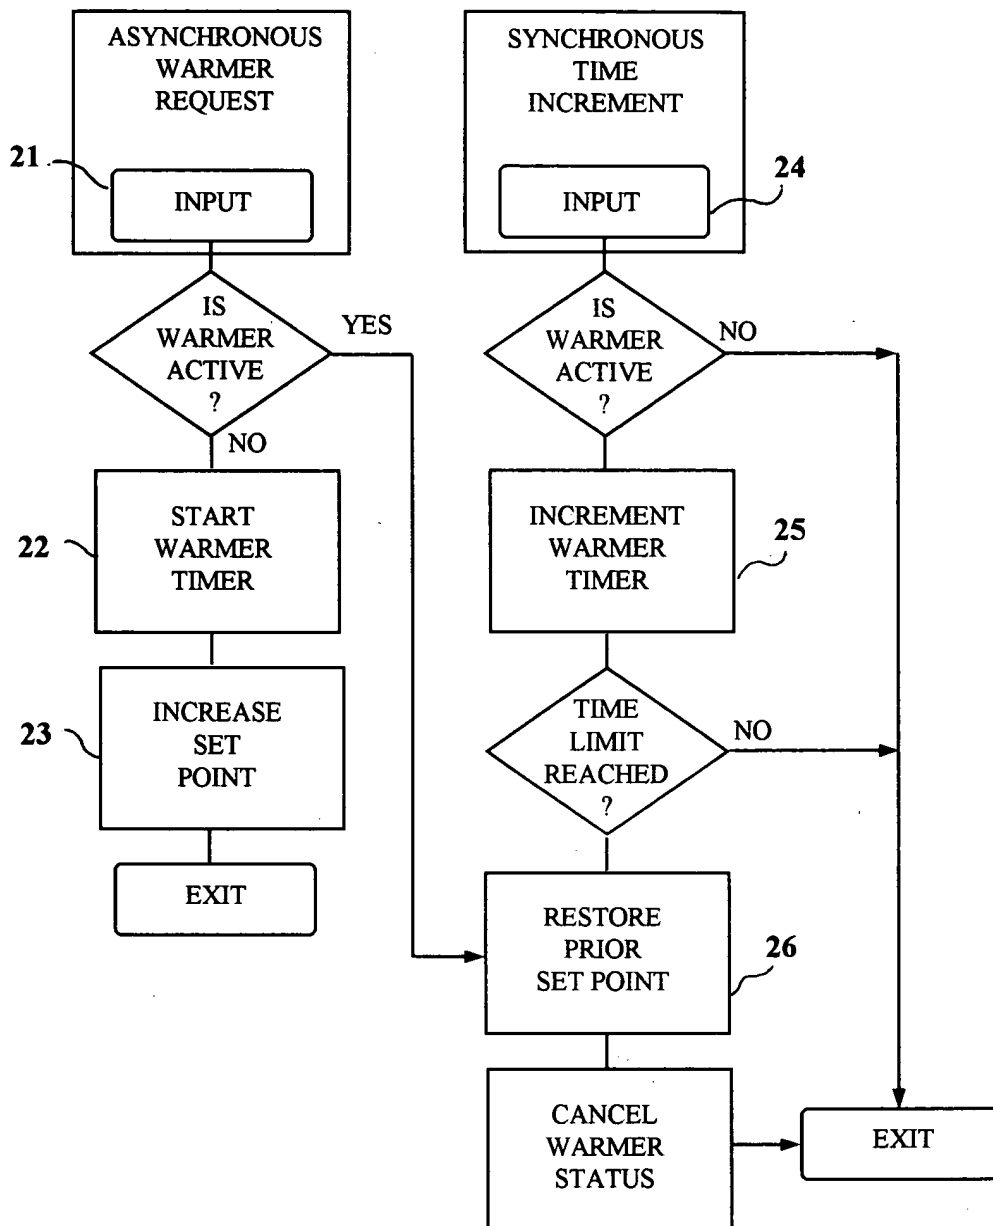 ASYNCHRONOUS
WARMER
REQUEST
21
INPUT
IS
WARMER
ACTIVE
?
YES
NO
22
START
WARMER
TIMER
23
INCREASE
SET
POINT
EXIT
SYNCHRONOUS
TIME
INCREMENT
24
INPUT
IS
WARMER
ACTIVE
?
NO
25
INCREMENT
WARMER
TIMER
TIME
LIMIT
REACHED
?
NO
RESTORE
PRIOR
SET POINT
26
CANCEL
WARMER
STATUS
EXIT